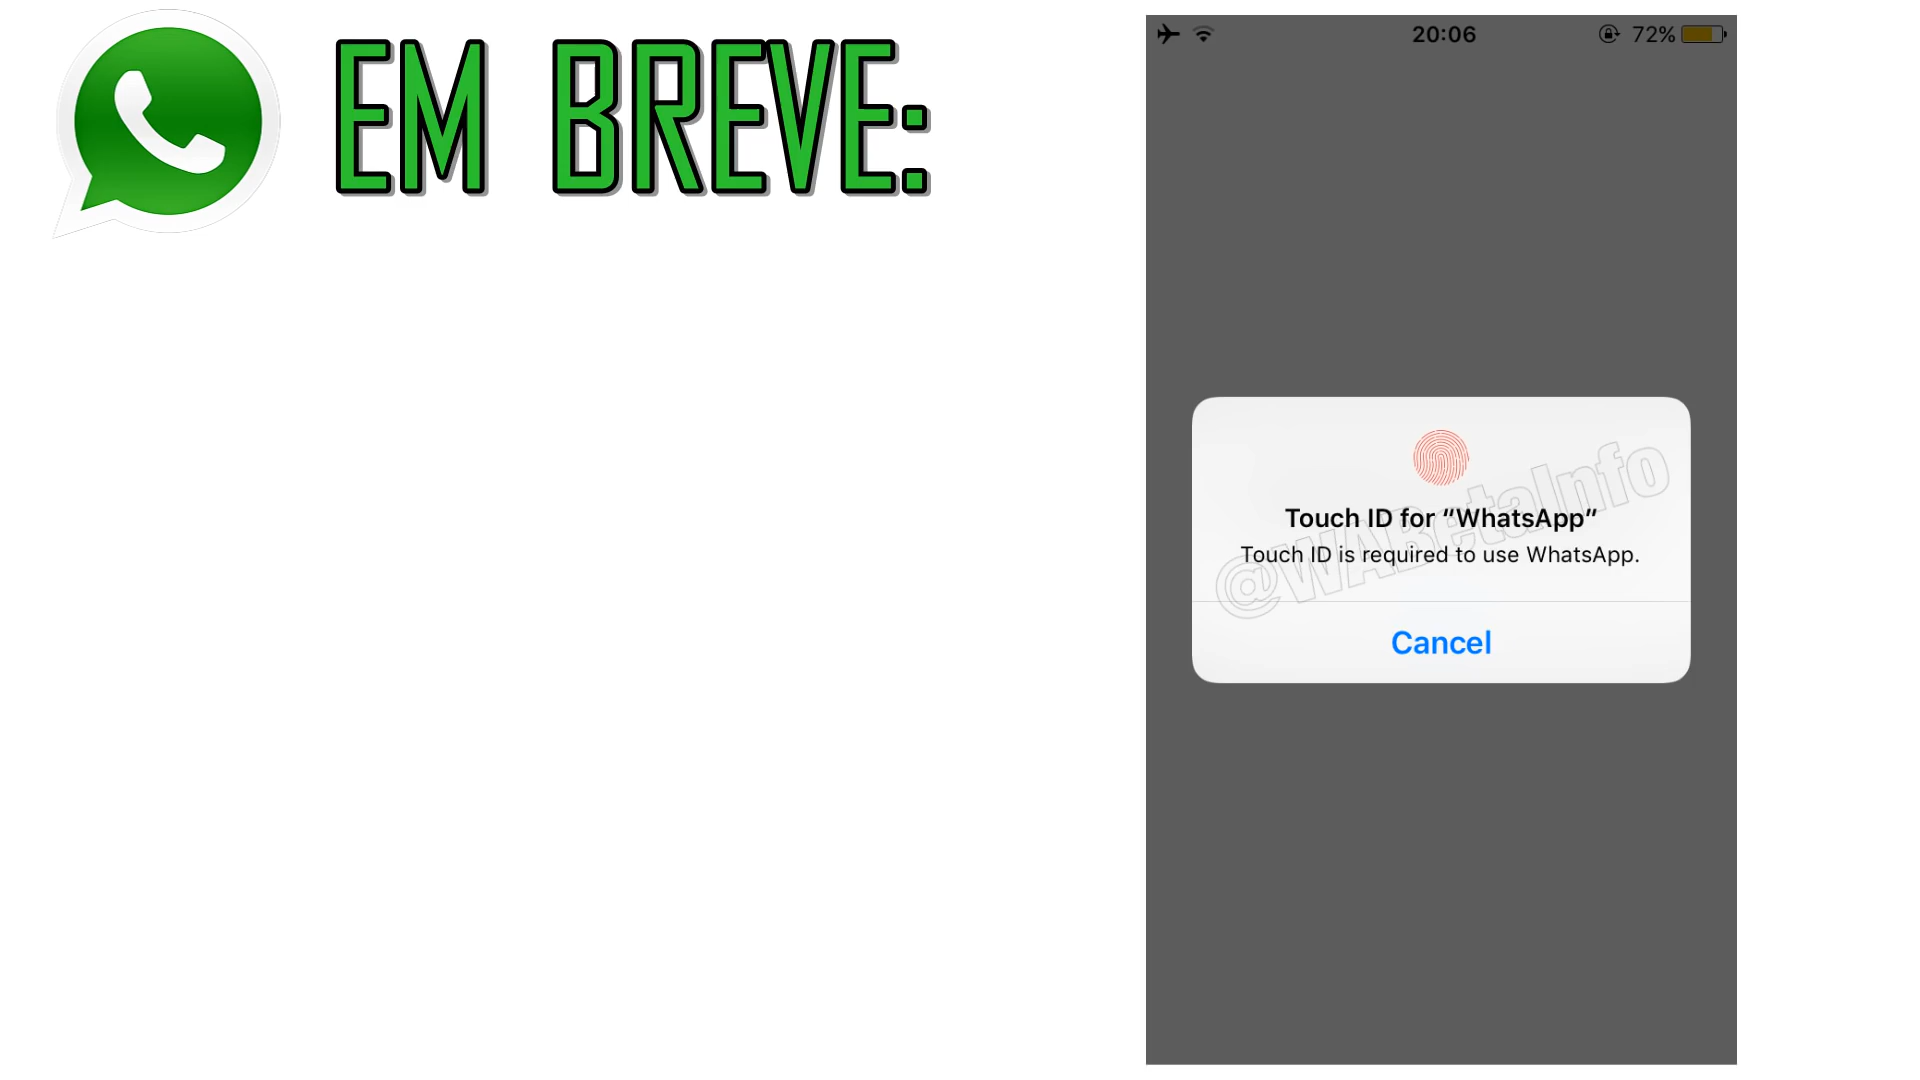 EM BREVE:
20:06
72%
Touch ID for “WhatsApp”
Touch ID is required to use WhatsApp.
@WABetaInfo
Cancel